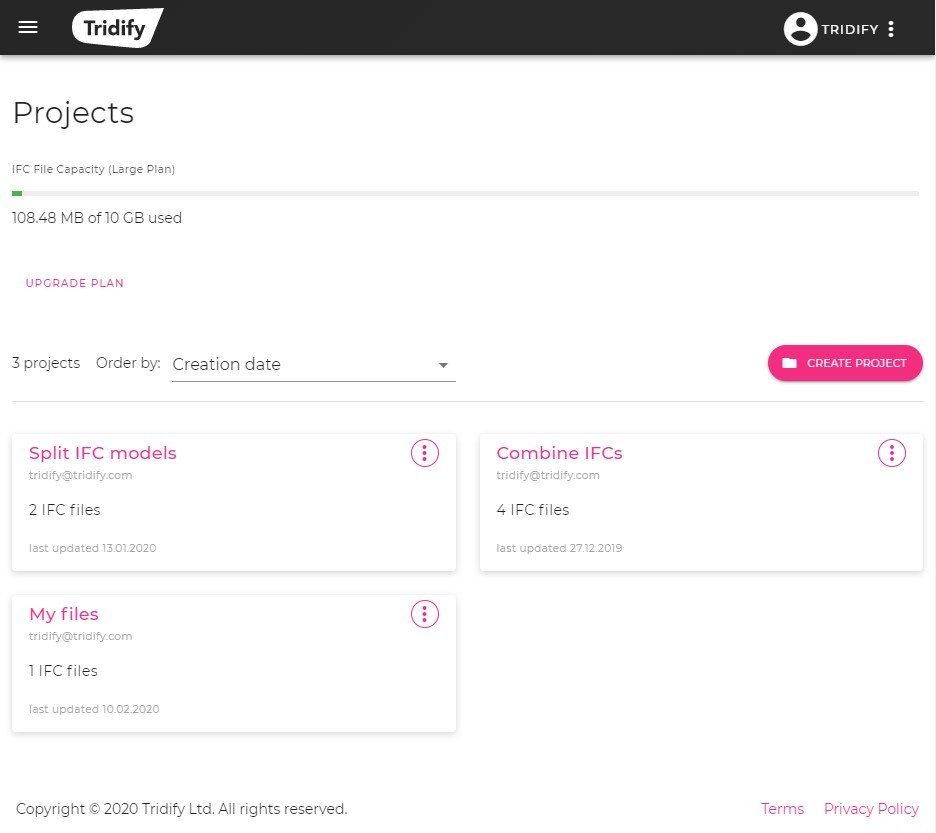 Tridify
TRIDIFY
Projects
IFC File Capacity (Large Plan)
108.48 MB of 10 GB used
UPGRADE PLAN
3 projects Order by: Creation date CREATE PROJECT
Split IFC models
tridify@tridify.com
2 IFC files
last updated 13.01.2020
Combine IFCs
tridify@tridify.com
4 IFC files
last updated 27.12.2019
My files
tridify@tridify.com
1 IFC files
last updated 10.02.2020
Copyright © 2020 Tridify Ltd. All rights reserved. Terms Privacy Policy